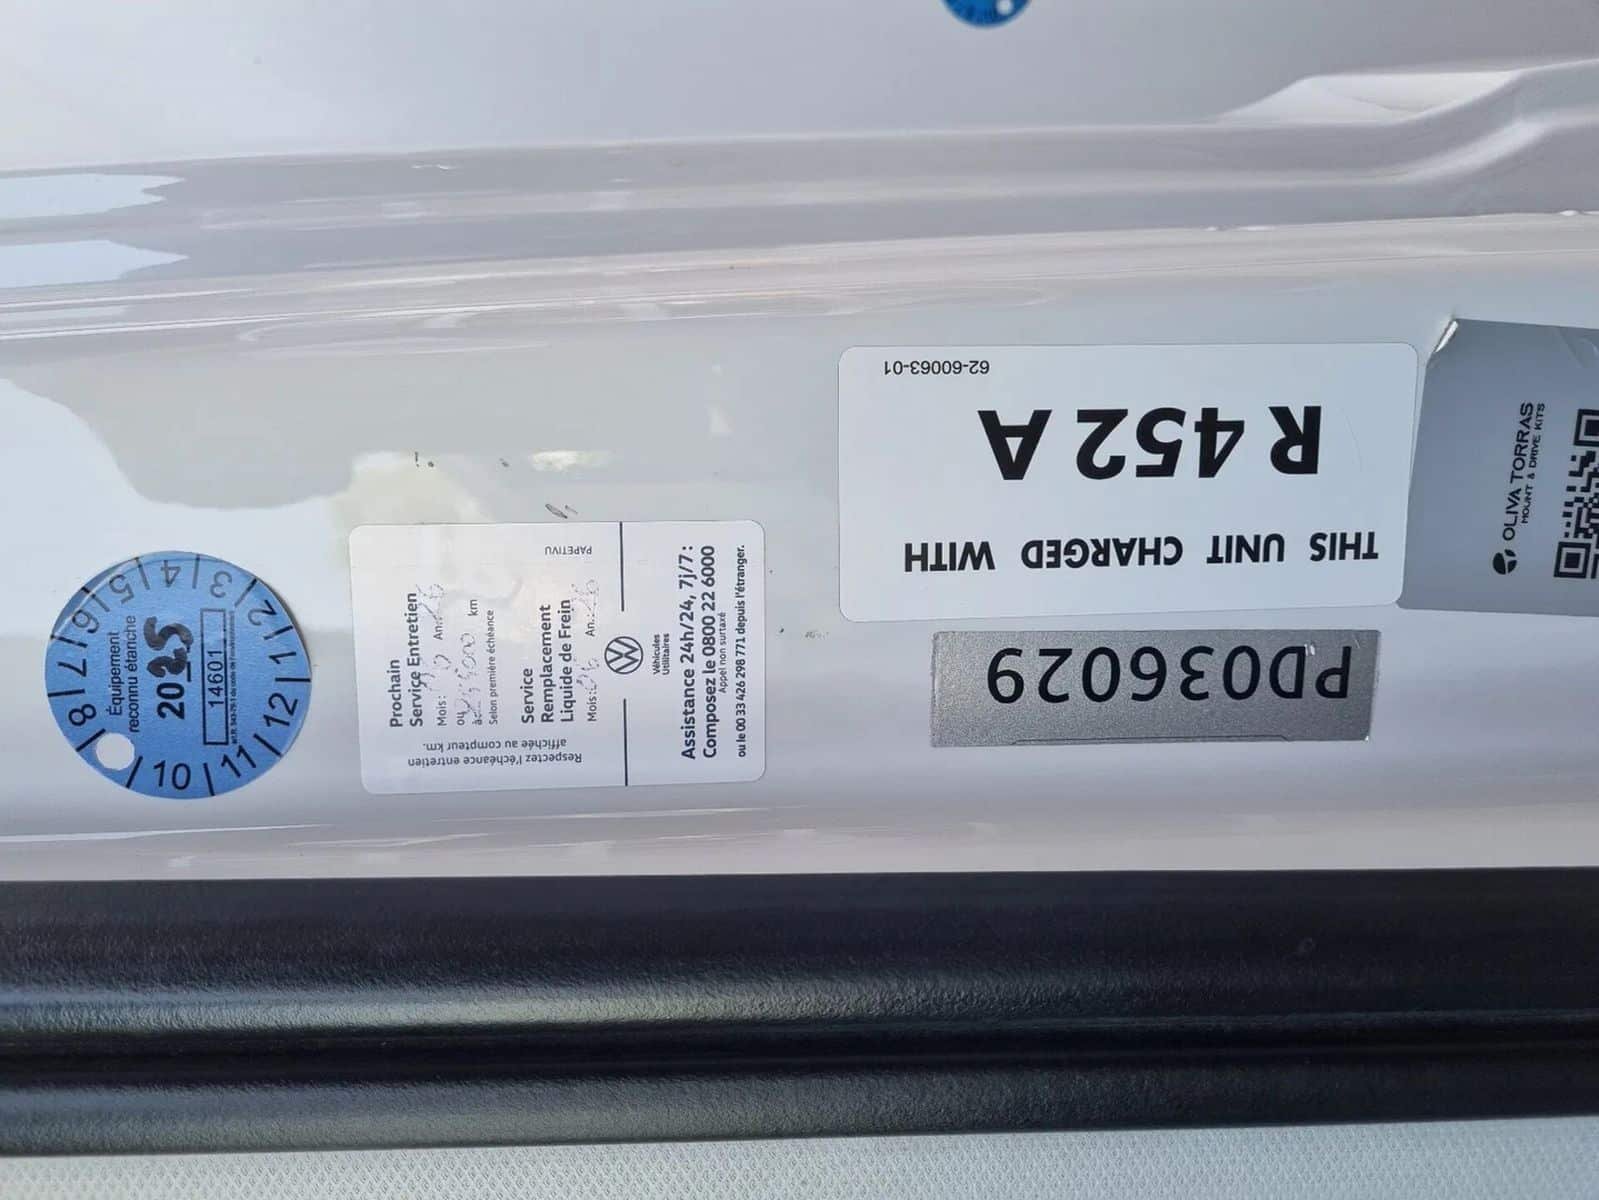 Équipement
reconnu étanche
2025
14601
1 2 3 4 5 6 7 8 10 11 12
PAPETIVU
Prochain
Service Entretien
Mois: An.: 26
km
Selon première échéance
Service
Remplacement
Liquide de Frein
Mois: 06 An.: 26
Respectez l'échéance entretien
affichée au compteur km.
Véhicules
Utilitaires
Assistance 24h/24, 7j/7 :
Composez le 0800 22 6000
Appel non surtaxé
ou le 00 33 426 298 771 depuis l'étranger.
THIS UNIT CHARGED WITH
R 452 A
62-60063-01
PD036029
OLIVA TORRAS
MOUNT & DRIVE KITS